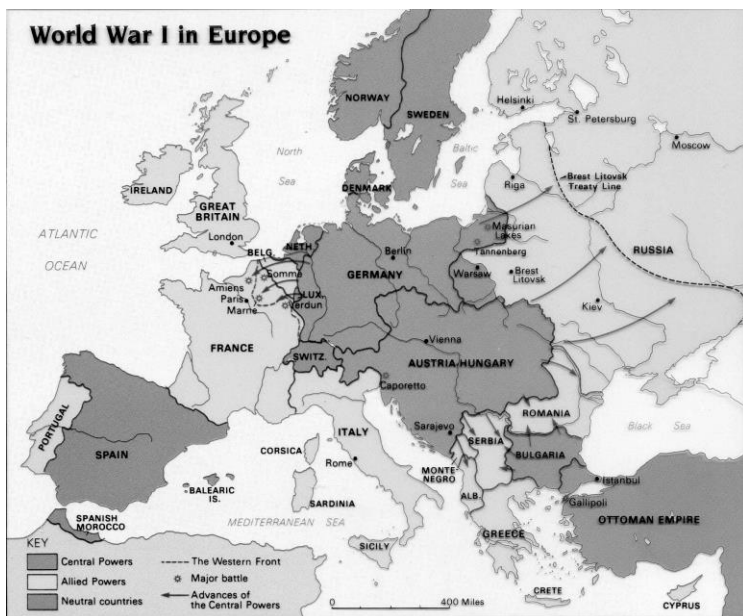 World War I in Europe
NORWAY
SWEDEN
Helsinki
St. Petersburg
Moscow
North
Sea
Baltic
Sea
Riga
Brest Litovsk
Treaty Line
IRELAND
GREAT
BRITAIN
London
DENMARK
ATLANTIC
OCEAN
NETH.
BELG.
Berlin
GERMANY
Masurian
Lakes
Tannenberg
RUSSIA
Warsaw
Brest
Litovsk
Somme
Amiens
LUX.
Paris
Verdun
Marne
Kiev
FRANCE
SWITZ.
Vienna
AUSTRIA-HUNGARY
Caporetto
PORTUGAL
SPAIN
ITALY
Sarajevo
ROMANIA
SERBIA
Black Sea
CORSICA
Rome
MONTE-
NEGRO
BULGARIA
BALEARIC
IS.
SARDINIA
ALB.
Istanbul
Gallipoli
SPANISH
MOROCCO
MEDITERRANEAN SEA
SICILY
GREECE
OTTOMAN EMPIRE
CRETE
CYPRUS
KEY
Central Powers
Allied Powers
Neutral countries
The Western Front
Major battle
Advances of
the Central Powers
0
400 Miles